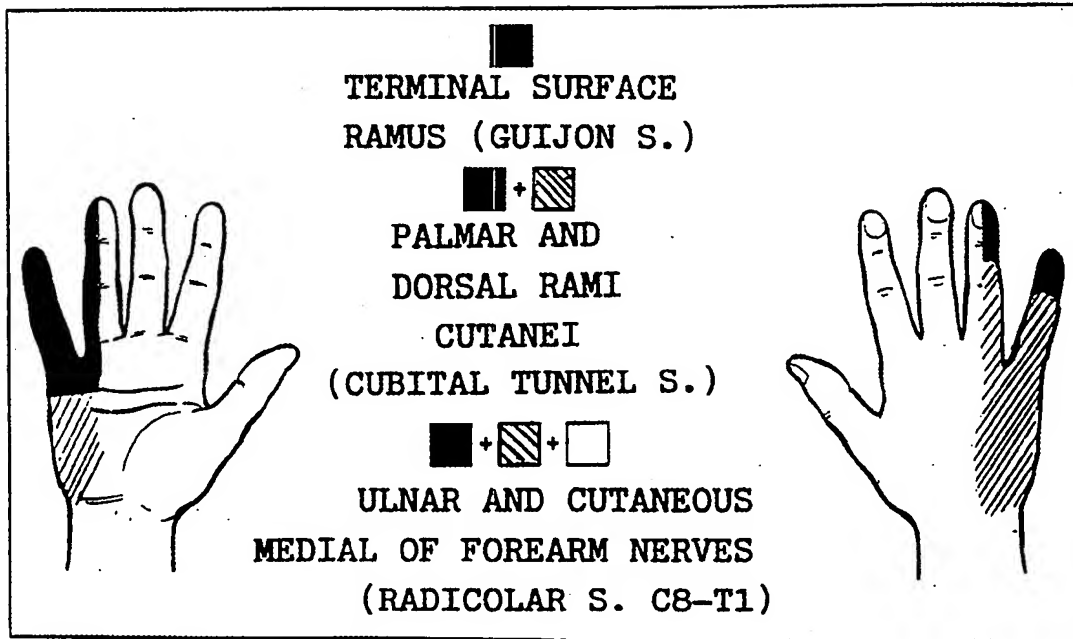 TERMINAL SURFACE
RAMUS (GUIJON S.)
+
PALMAR AND
DORSAL RAMI
CUTANEI
(CUBITAL TUNNEL S.)
+ +
ULNAR AND CUTANEOUS
MEDIAL OF FOREARM NERVES
(RADICOLAR S. C8-T1)